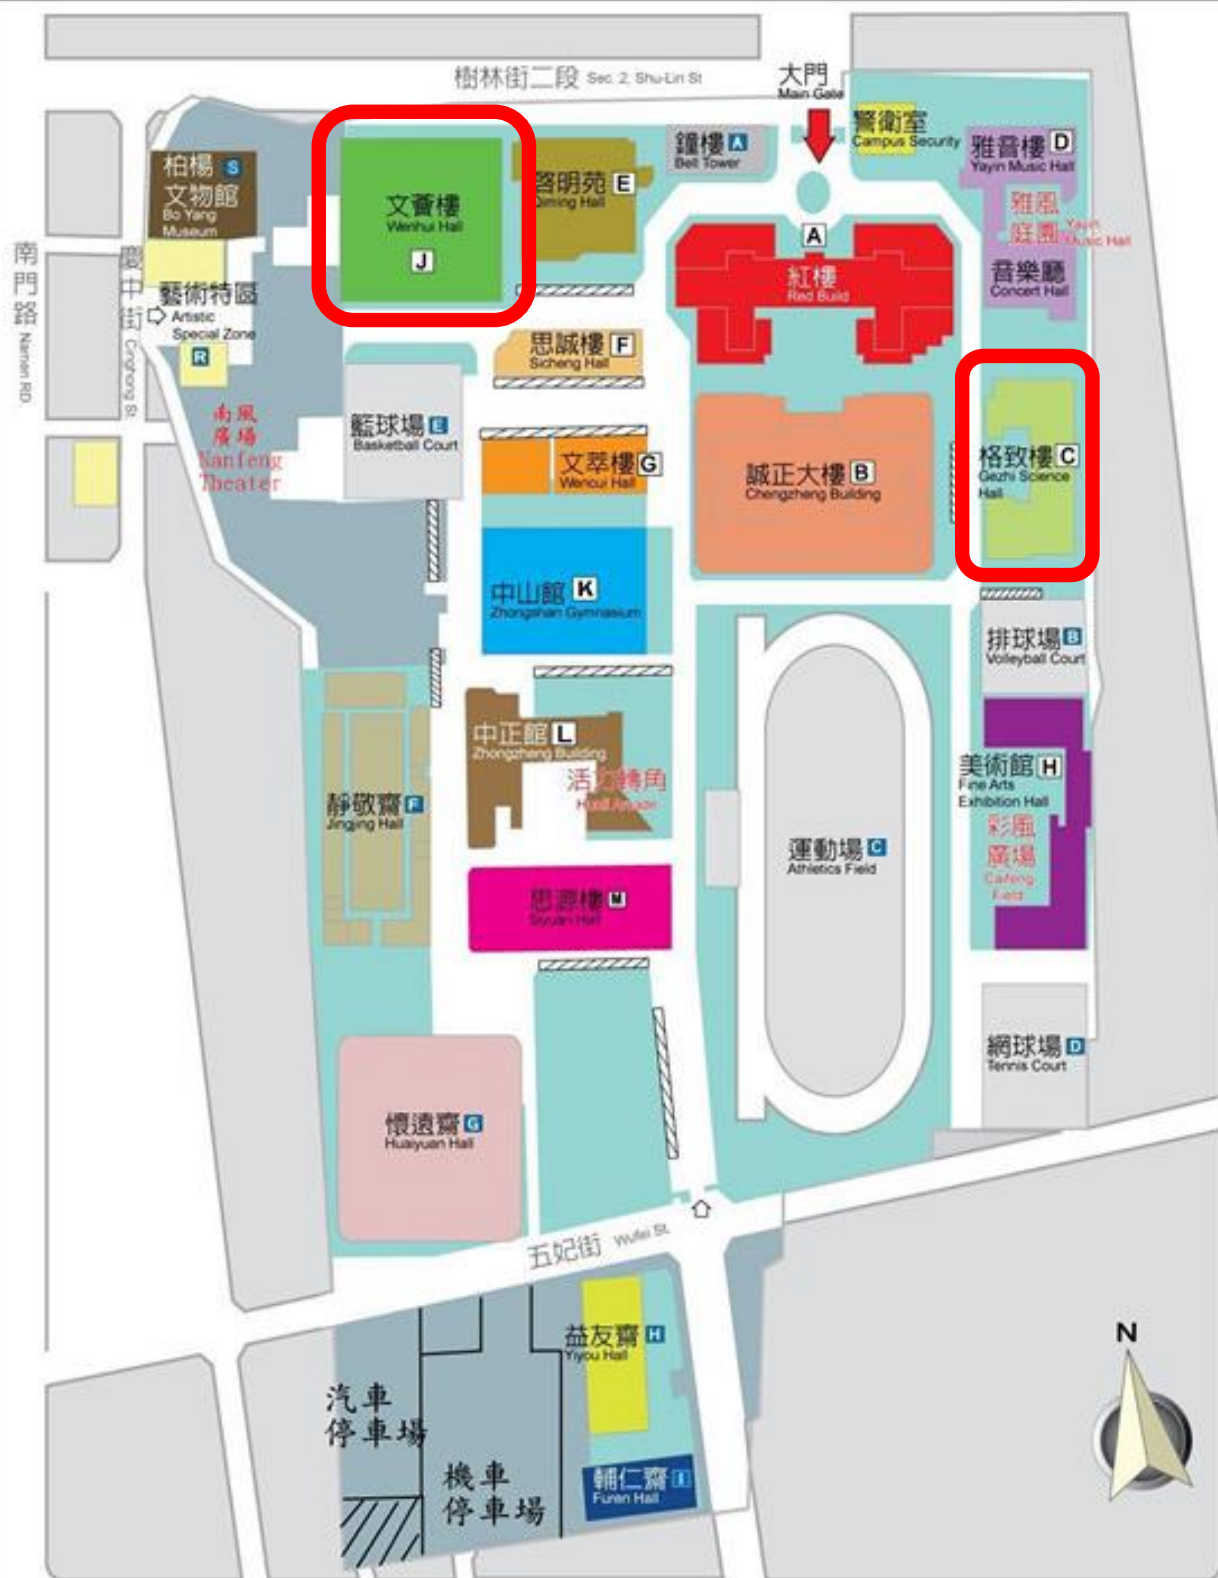 樹林街二段 Sec. 2, Shu-Lin St
大門
Main Gate
警衛室
Campus Security
鐘樓 A
Bell Tower
雅音樓 D
Yayin Music Hall
雅風
庭園
Yayin
Music Hall
音樂廳
Concert Hall
柏楊 S
文物館
Bo Yang
Museum
文薈樓
Wenhui Hall
J
啓明苑 E
Qiming Hall
A
紅樓
Red Build
南門路 Nanmen RD.
慶中街
藝術特區
Artistic
Special Zone
R
思誠樓 F
Sicheng Hall
籃球場 E
Basketball Court
南風
廣場
Nanfeng
Theater
文萃樓 G
Wencui Hall
誠正大樓 B
Chengzheng Building
格致樓 C
Gezhi Science
Hall
中山館 K
Zhongshan Gymnasium
排球場 B
Volleyball Court
中正館 L
Zhongzheng Building
活力轉角
美術館 H
Fine Arts
Exhibition Hall
彩風
廣場
Caifeng
Field
靜敬齋 F
Jingjing Hall
運動場 C
Athletics Field
思源樓 M
Siyuan Hall
網球場 D
Tennis Court
懷遠齋 G
Huaiyuan Hall
五妃街 Wufei St.
益友齋 H
Yiyou Hall
汽車
停車場
機車
停車場
輔仁齋 I
Furen Hall
N